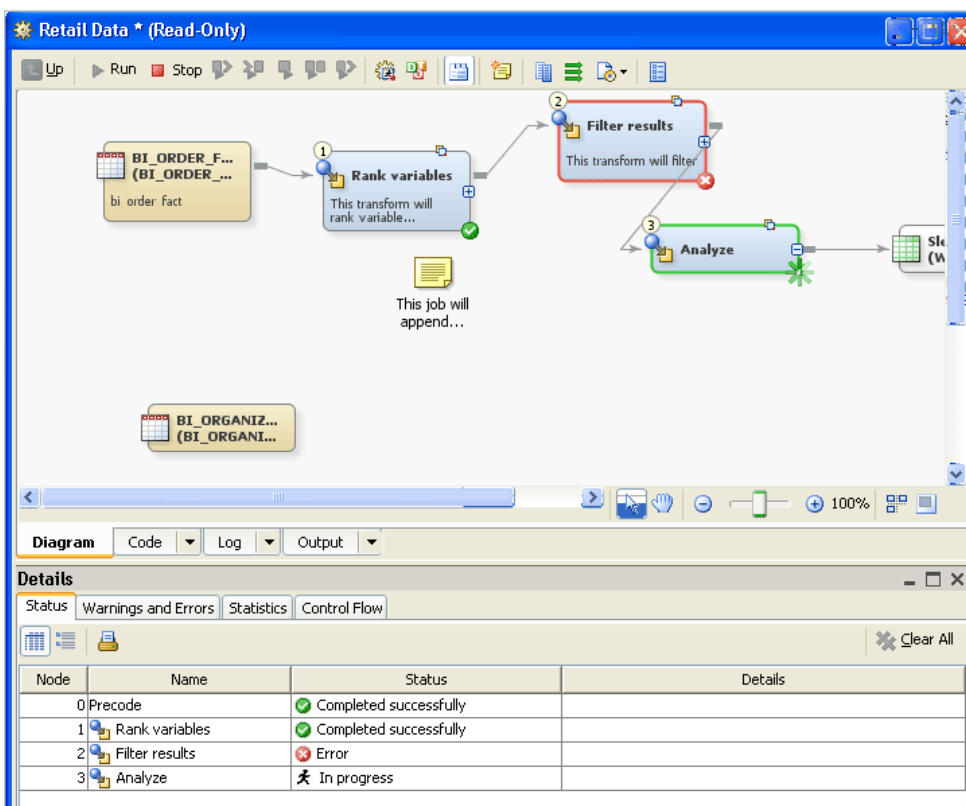 Retail Data * (Read-Only)
Up Run Stop
BI_ORDER_F...
(BI_ORDER_...
bi order fact
1
Rank variables
This transform will
rank variable...
2
Filter results
This transform will filter
3
Analyze
Sle
(W
This job will
append...
BI_ORGANIZ...
(BI_ORGANI...
100%
Diagram Code Log Output
Details
Status Warnings and Errors Statistics Control Flow
Clear All
Node Name Status Details
0 Precode Completed successfully
1 Rank variables Completed successfully
2 Filter results Error
3 Analyze In progress